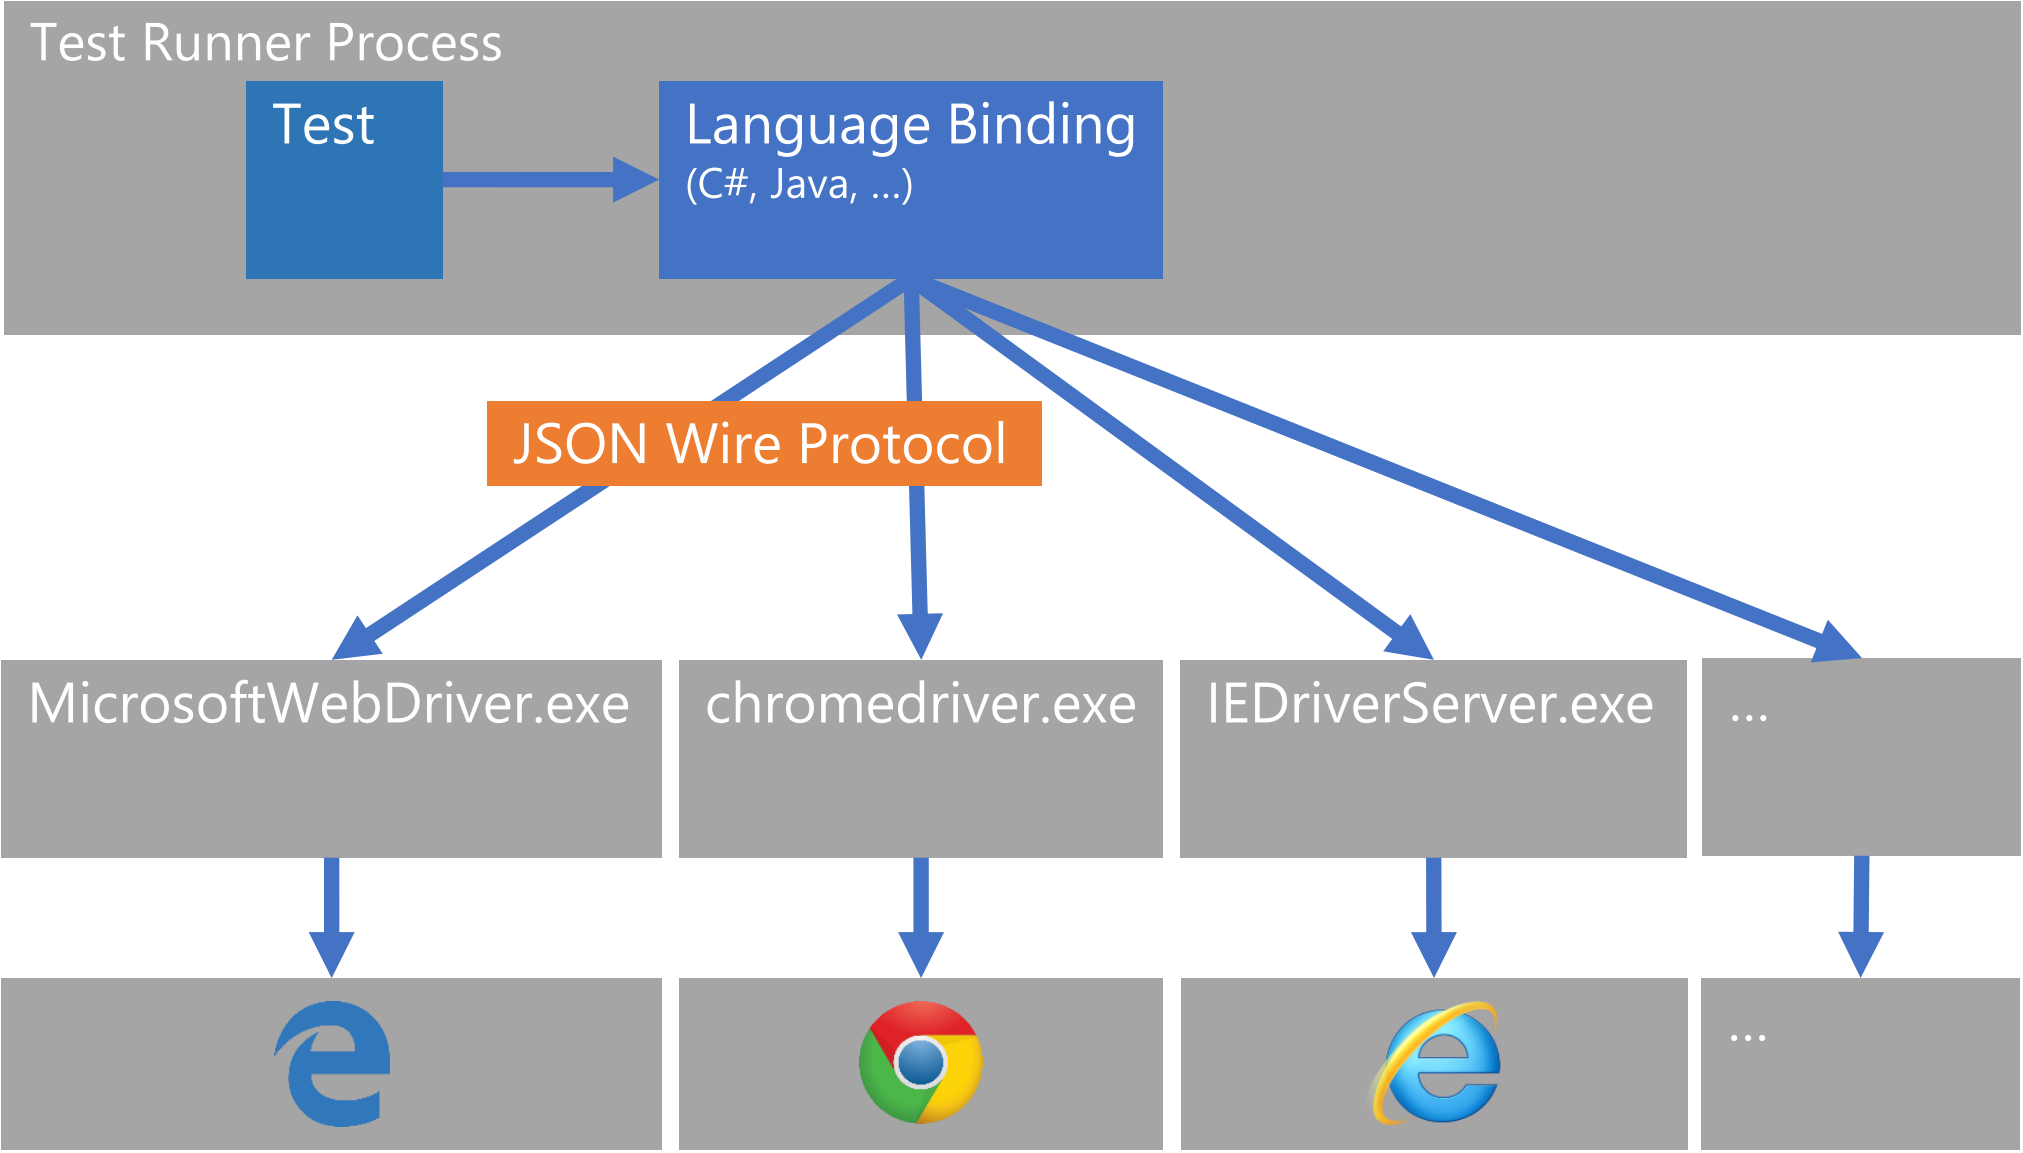 Test Runner Process
Test
Language Binding
(C#, Java, ...)
JSON Wire Protocol
MicrosoftWebDriver.exe
chromedriver.exe
IEDriverServer.exe
...
...